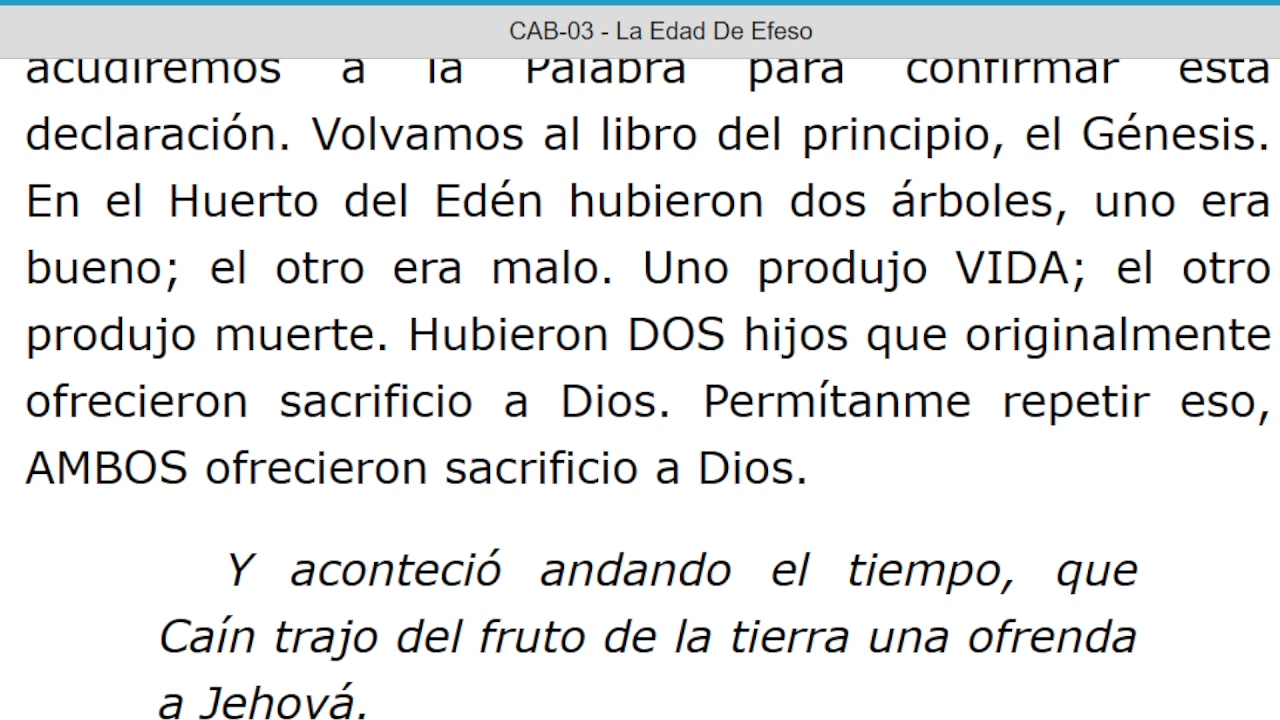 CAB-03 - La Edad De Efeso
acudiremos a la Palabra para confirmar esta
declaración. Volvamos al libro del principio, el Génesis.
En el Huerto del Edén hubieron dos árboles, uno era
bueno; el otro era malo. Uno produjo VIDA; el otro
produjo muerte. Hubieron DOS hijos que originalmente
ofrecieron sacrificio a Dios. Permítanme repetir eso,
AMBOS ofrecieron sacrificio a Dios.
Y aconteció andando el tiempo, que
Caín trajo del fruto de la tierra una ofrenda
a Jehová.